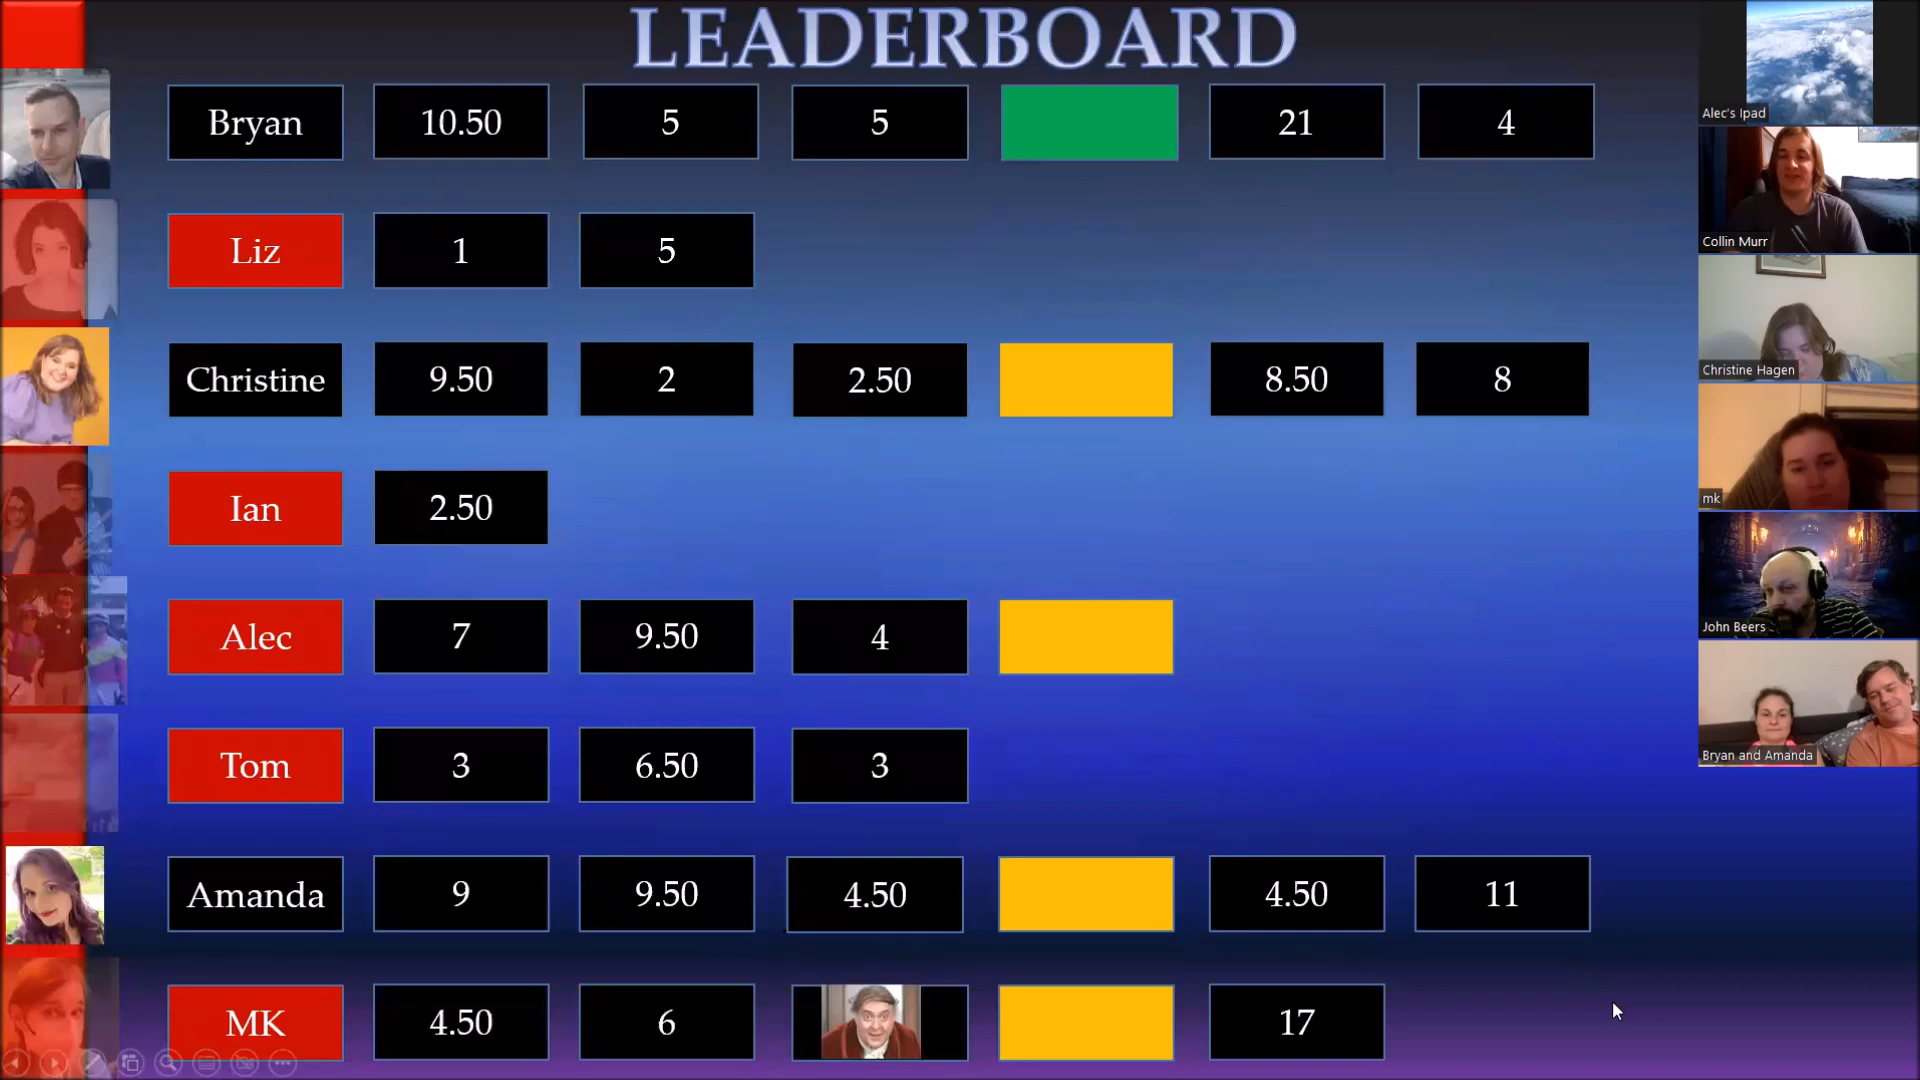 LEADERBOARD
Bryan 10.50 5 5 21 4
Liz 1 5
Christine 9.50 2 2.50 8.50 8
Ian 2.50
Alec 7 9.50 4
Tom 3 6.50 3
Amanda 9 9.50 4.50 4.50 11
MK 4.50 6 17
Alec's Ipad
Collin Murr
Christine Hagen
mk
John Beers
Bryan and Amanda